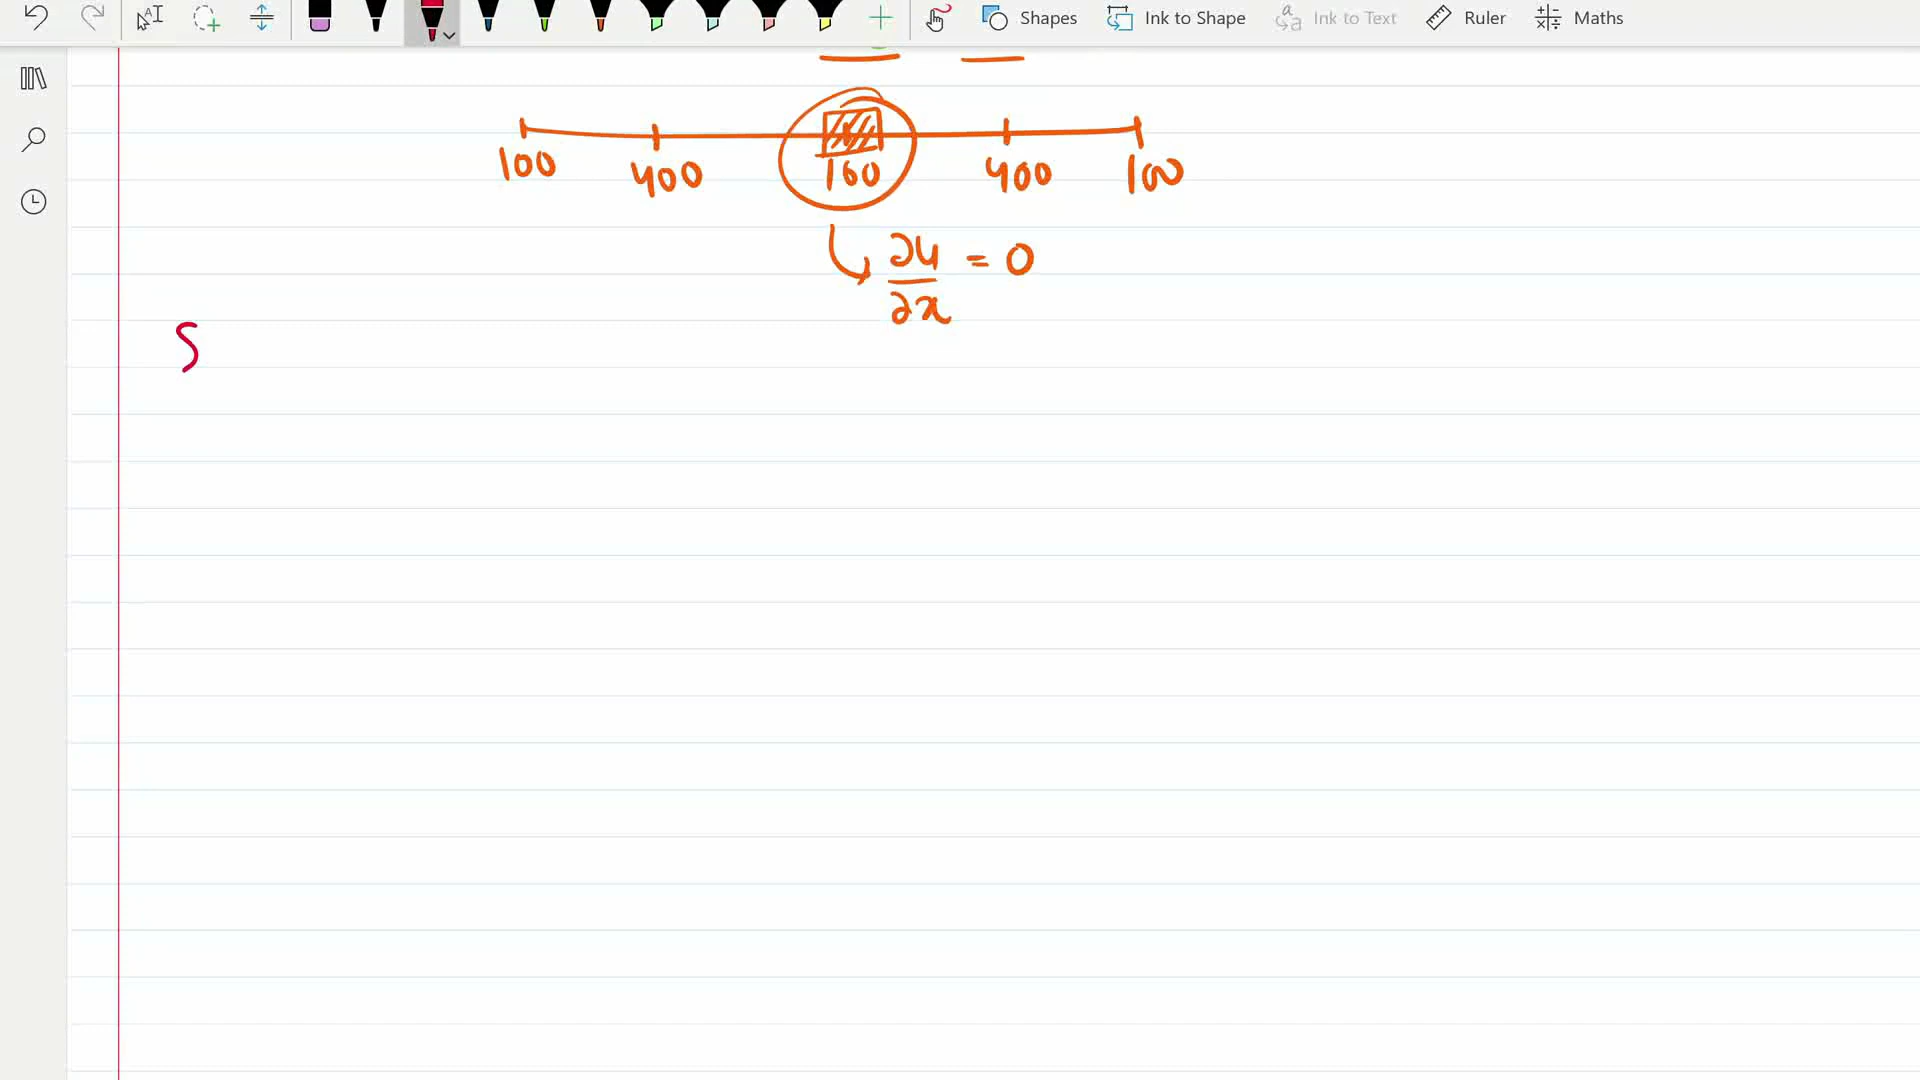 Shapes Ink to Shape Ink to Text Ruler Maths
100 400 160 400 100
∂u/∂x = 0
S